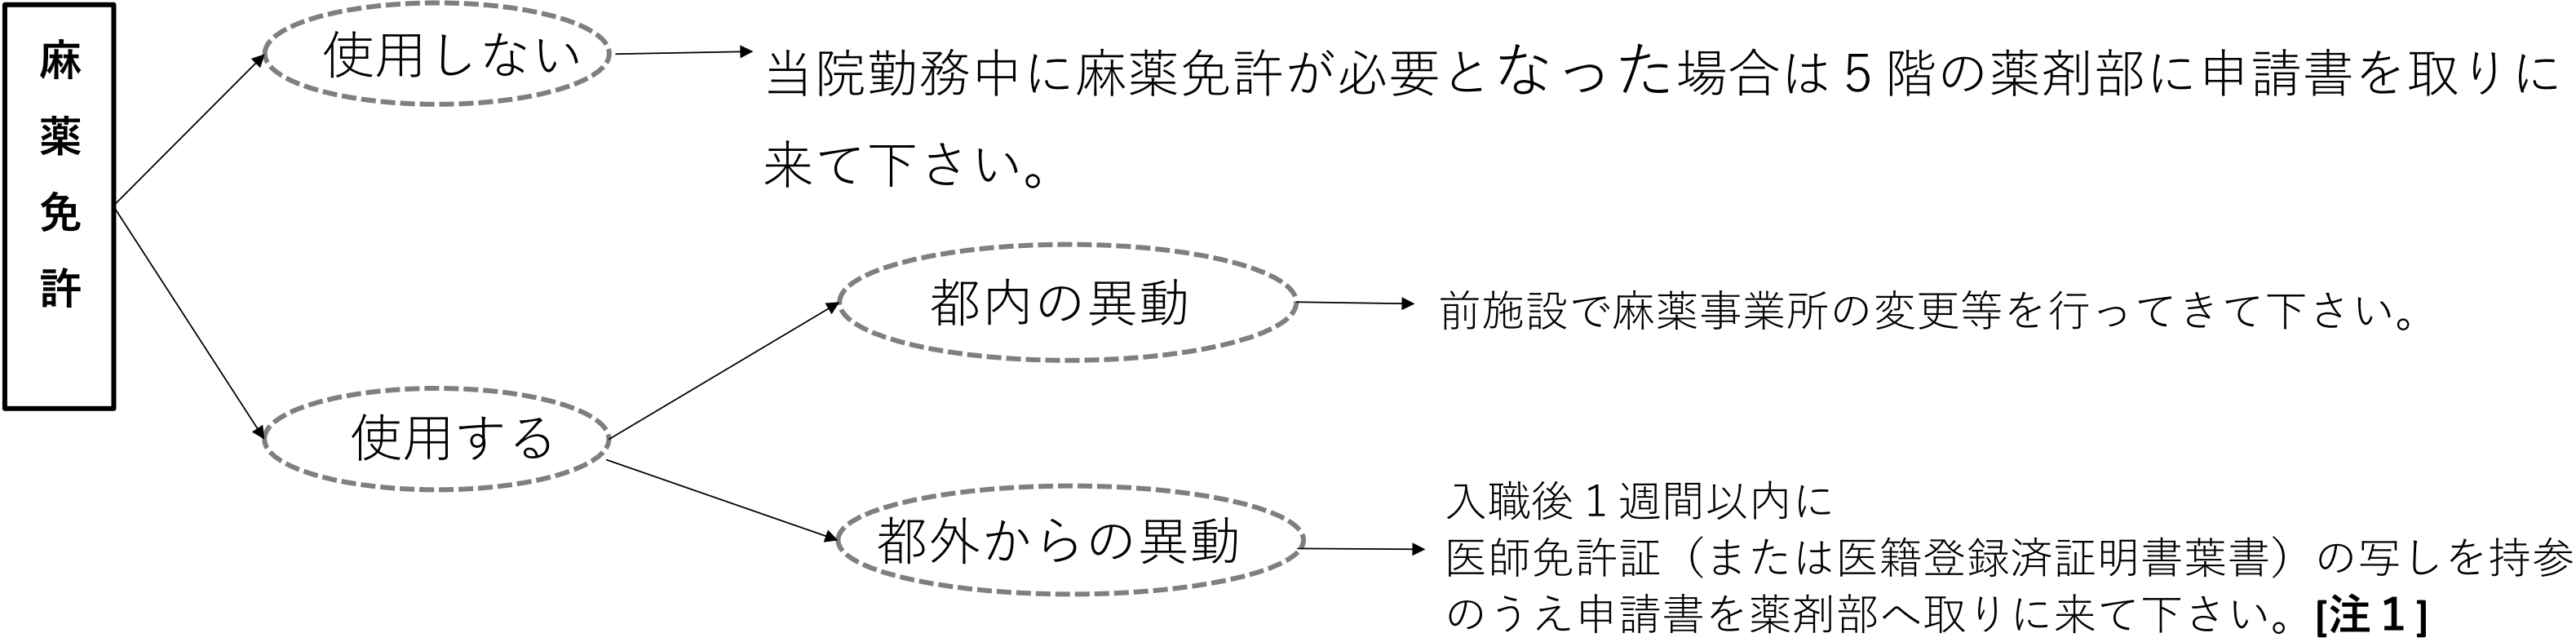 麻薬免許
使用しない
当院勤務中に麻薬免許が必要となった場合は５階の薬剤部に申請書を取りに
来て下さい。
使用する
都内の異動
前施設で麻薬事業所の変更等を行ってきて下さい。
都外からの異動
入職後１週間以内に
医師免許証（または医籍登録済証明書葉書）の写しを持参
のうえ申請書を薬剤部へ取りに来て下さい。[注１]